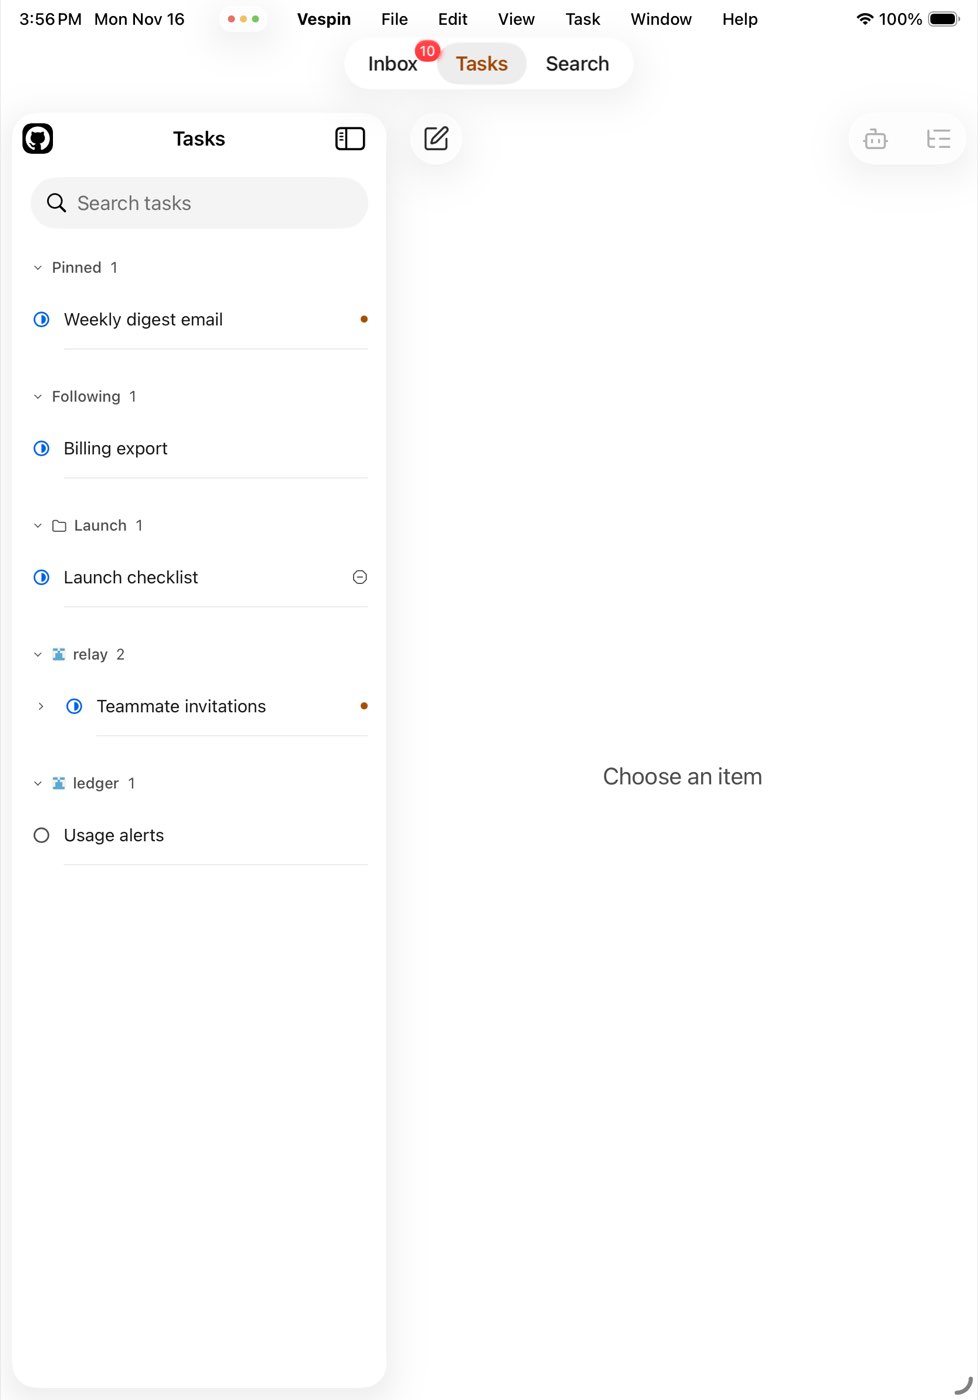 3:56 PM Mon Nov 16 Vespin File Edit View Task Window Help 100%
Inbox 10 Tasks Search
Tasks
Search tasks
Pinned 1
Weekly digest email
Following 1
Billing export
Launch 1
Launch checklist
relay 2
Teammate invitations
ledger 1
Usage alerts
Choose an item